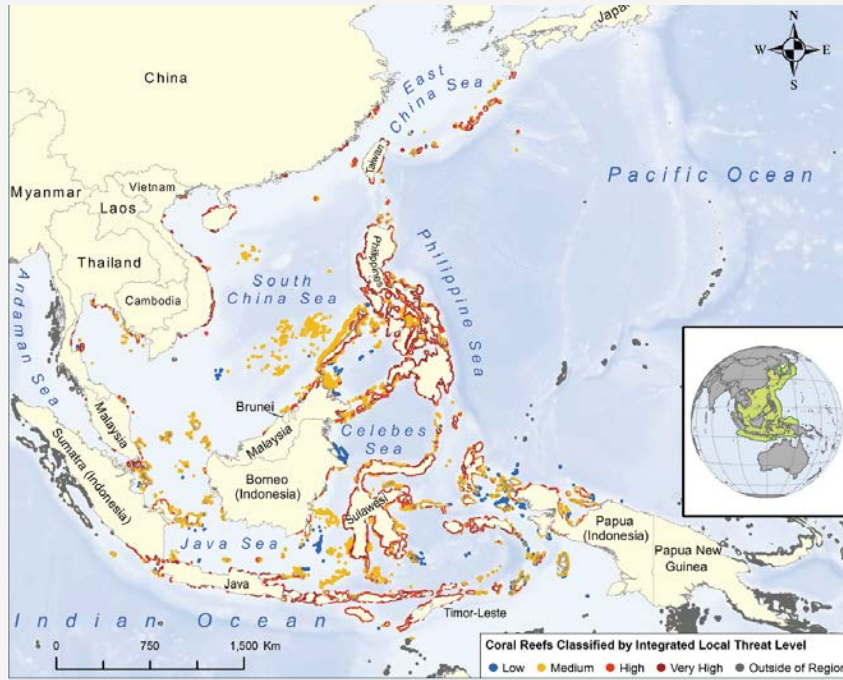 Japan
N
W
E
S
China
East
China Sea
Taiwan
Pacific Ocean
Myanmar
Vietnam
Laos
Thailand
Cambodia
Andaman Sea
South
China Sea
Philippines
Philippine Sea
Brunei
Malaysia
Malaysia
Celebes
Sea
Sumatra (Indonesia)
Borneo
(Indonesia)
Sulawesi
Papua
(Indonesia)
Papua New
Guinea
Java Sea
Java
Timor-Leste
Indian Ocean
0 750 1,500 Km
Coral Reefs Classified by Integrated Local Threat Level
Low Medium High Very High Outside of Region